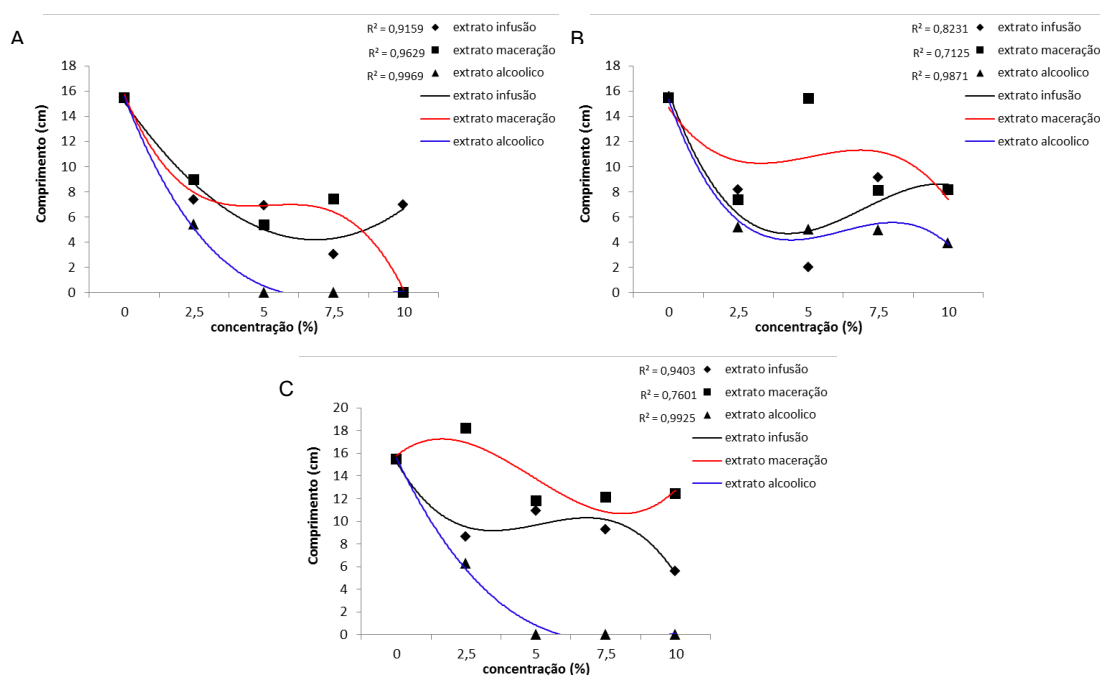 A
R² = 0,9159 extrato infusão
R² = 0,9629 extrato maceração
R² = 0,9969 extrato alcoolico
extrato infusão
extrato maceração
extrato alcoolico
Comprimento (cm)
18
16
14
12
10
8
6
4
2
0
0 2,5 5 7,5 10
concentração (%)
B
R² = 0,8231 extrato infusão
R² = 0,7125 extrato maceração
R² = 0,9871 extrato alcoolico
extrato infusão
extrato maceração
extrato alcoolico
Comprimento (cm)
18
16
14
12
10
8
6
4
2
0
0 2,5 5 7,5 10
concentração (%)
C
R² = 0,9403 extrato infusão
R² = 0,7601 extrato maceração
R² = 0,9925 extrato alcoolico
extrato infusão
extrato maceração
extrato alcoolico
Comprimento (cm)
20
18
16
14
12
10
8
6
4
2
0
0 2,5 5 7,5 10
concentração (%)